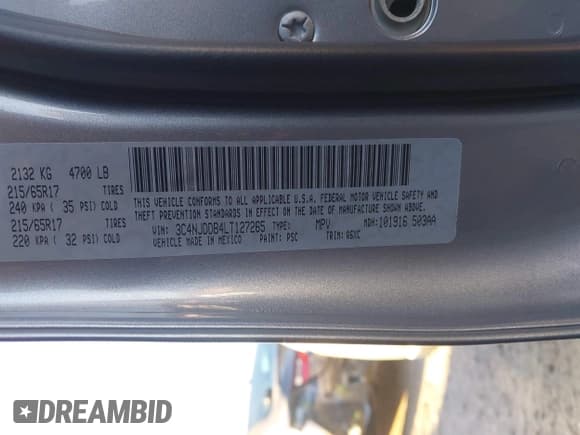 2132 KG 4700 LB
215/65R17 TIRES
240 KPA ( 35 PSI) COLD
215/65R17 TIRES
220 KPA ( 32 PSI) COLD
THIS VEHICLE CONFORMS TO ALL APPLICABLE U.S.A. FEDERAL MOTOR VEHICLE SAFETY AND
THEFT PREVENTION STANDARDS IN EFFECT ON THE DATE OF MANUFACTURE SHOWN ABOVE.
VIN: 3C4NJDDB4LT127265 TYPE: MPV MDH: 101916 503AA
VEHICLE MADE IN MEXICO PAINT: PSC TRIM: A6XC
DREAMBID